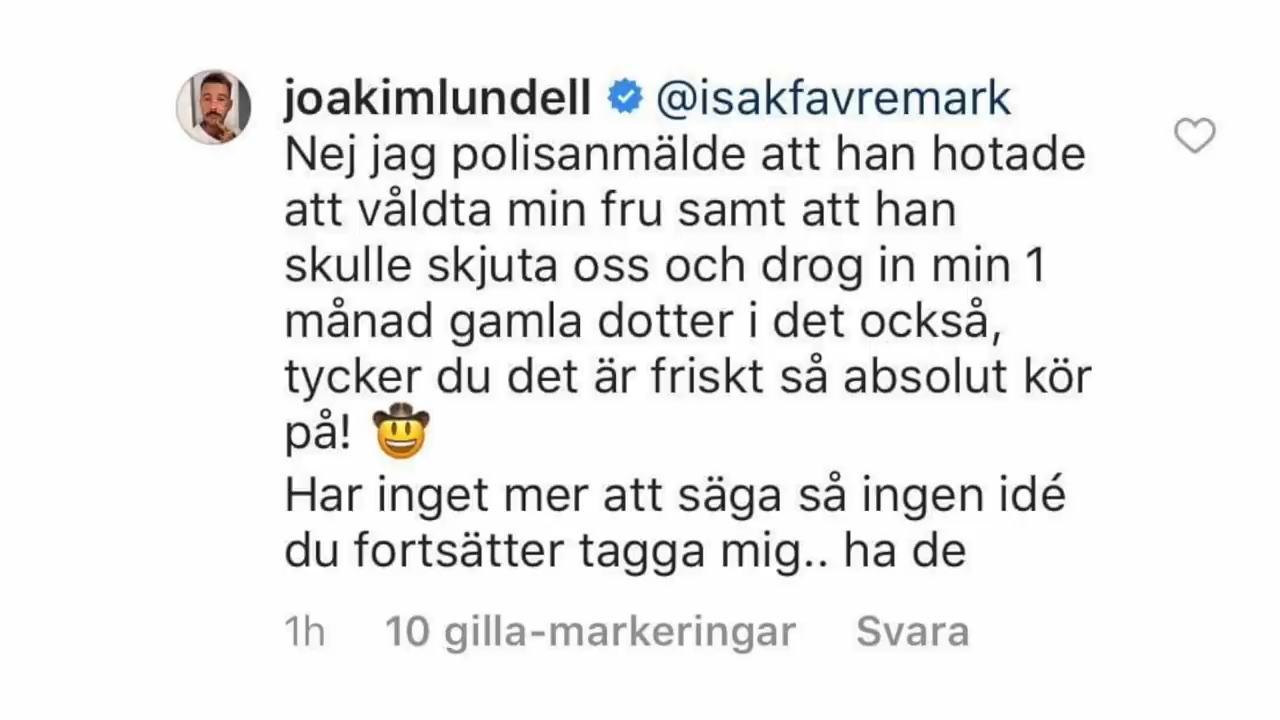 joakimlundell @isakfavremark
Nej jag polisanmälde att han hotade
att våldta min fru samt att han
skulle skjuta oss och drog in min 1
månad gamla dotter i det också,
tycker du det är friskt så absolut kör
på! 🤠
Har inget mer att säga så ingen idé
du fortsätter tagga mig.. ha de
1h 10 gilla-markeringar Svara